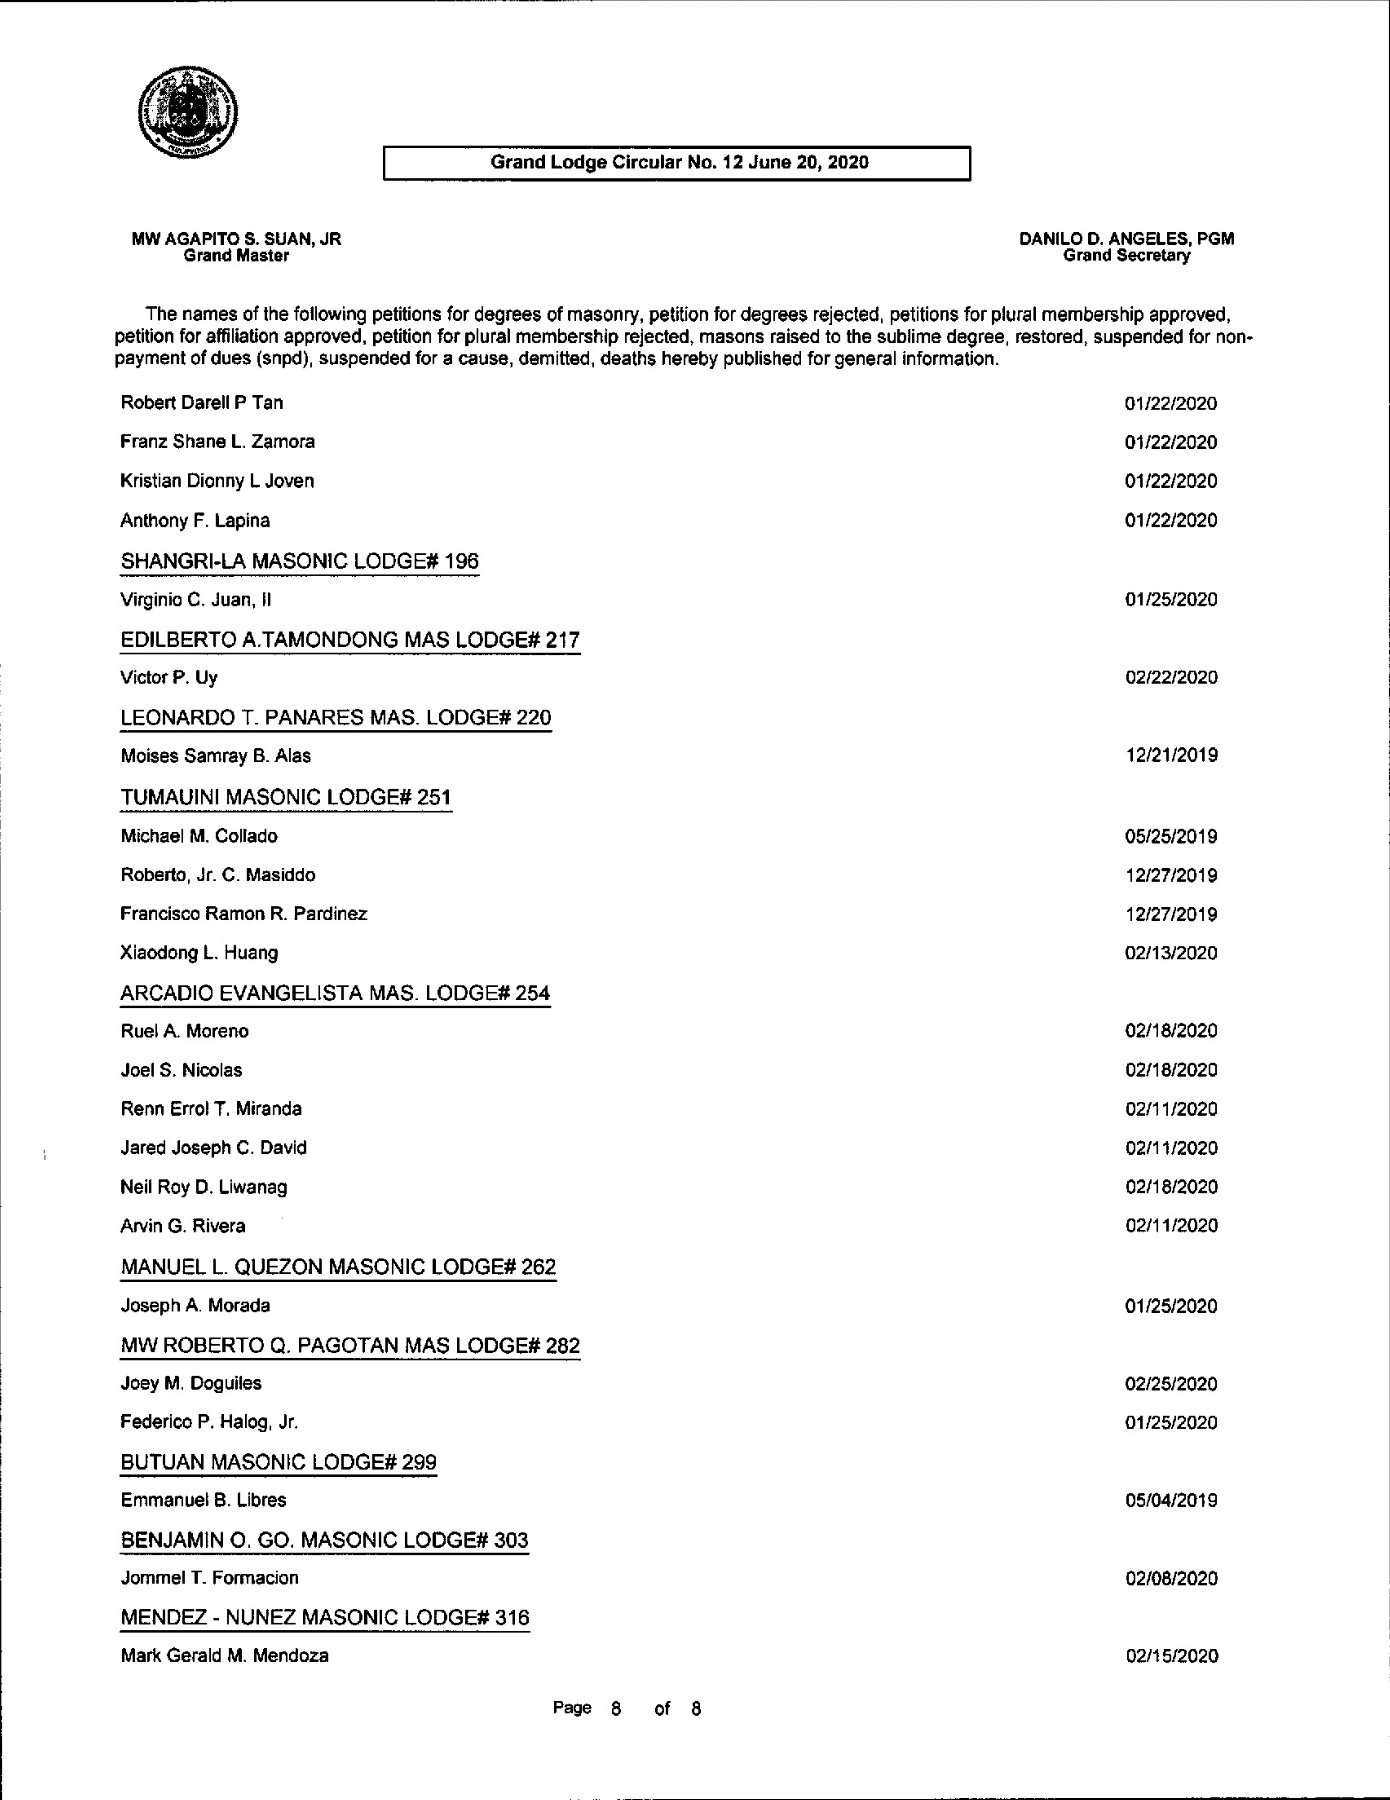 Grand Lodge Circular No. 12 June 20, 2020
MW AGAPITO S. SUAN, JR
Grand Master
DANILO D. ANGELES, PGM
Grand Secretary
The names of the following petitions for degrees of masonry, petition for degrees rejected, petitions for plural membership approved,
petition for affiliation approved, petition for plural membership rejected, masons raised to the sublime degree, restored, suspended for non-
payment of dues (snpd), suspended for a cause, demitted, deaths hereby published for general information.
Robert Darell P Tan 01/22/2020
Franz Shane L. Zamora 01/22/2020
Kristian Dionny L Joven 01/22/2020
Anthony F. Lapina 01/22/2020
SHANGRI-LA MASONIC LODGE# 196
Virginio C. Juan, II 01/25/2020
EDILBERTO A.TAMONDONG MAS LODGE# 217
Victor P. Uy 02/22/2020
LEONARDO T. PANARES MAS. LODGE# 220
Moises Samray B. Alas 12/21/2019
TUMAUINI MASONIC LODGE# 251
Michael M. Collado 05/25/2019
Roberto, Jr. C. Masiddo 12/27/2019
Francisco Ramon R. Pardinez 12/27/2019
Xiaodong L. Huang 02/13/2020
ARCADIO EVANGELISTA MAS. LODGE# 254
Ruel A. Moreno 02/18/2020
Joel S. Nicolas 02/18/2020
Renn Errol T. Miranda 02/11/2020
Jared Joseph C. David 02/11/2020
Neil Roy D. Liwanag 02/18/2020
Arvin G. Rivera 02/11/2020
MANUEL L. QUEZON MASONIC LODGE# 262
Joseph A. Morada 01/25/2020
MW ROBERTO Q. PAGOTAN MAS LODGE# 282
Joey M. Doguiles 02/25/2020
Federico P. Halog, Jr. 01/25/2020
BUTUAN MASONIC LODGE# 299
Emmanuel B. Libres 05/04/2019
BENJAMIN O. GO. MASONIC LODGE# 303
Jommel T. Formacion 02/08/2020
MENDEZ - NUNEZ MASONIC LODGE# 316
Mark Gerald M. Mendoza 02/15/2020
Page 8 of 8